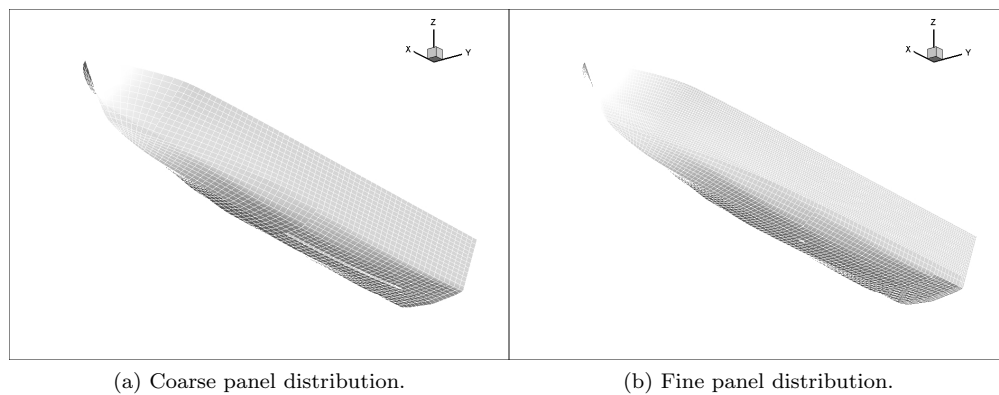 Z
X
Y
Z
X
Y
(a) Coarse panel distribution.
(b) Fine panel distribution.